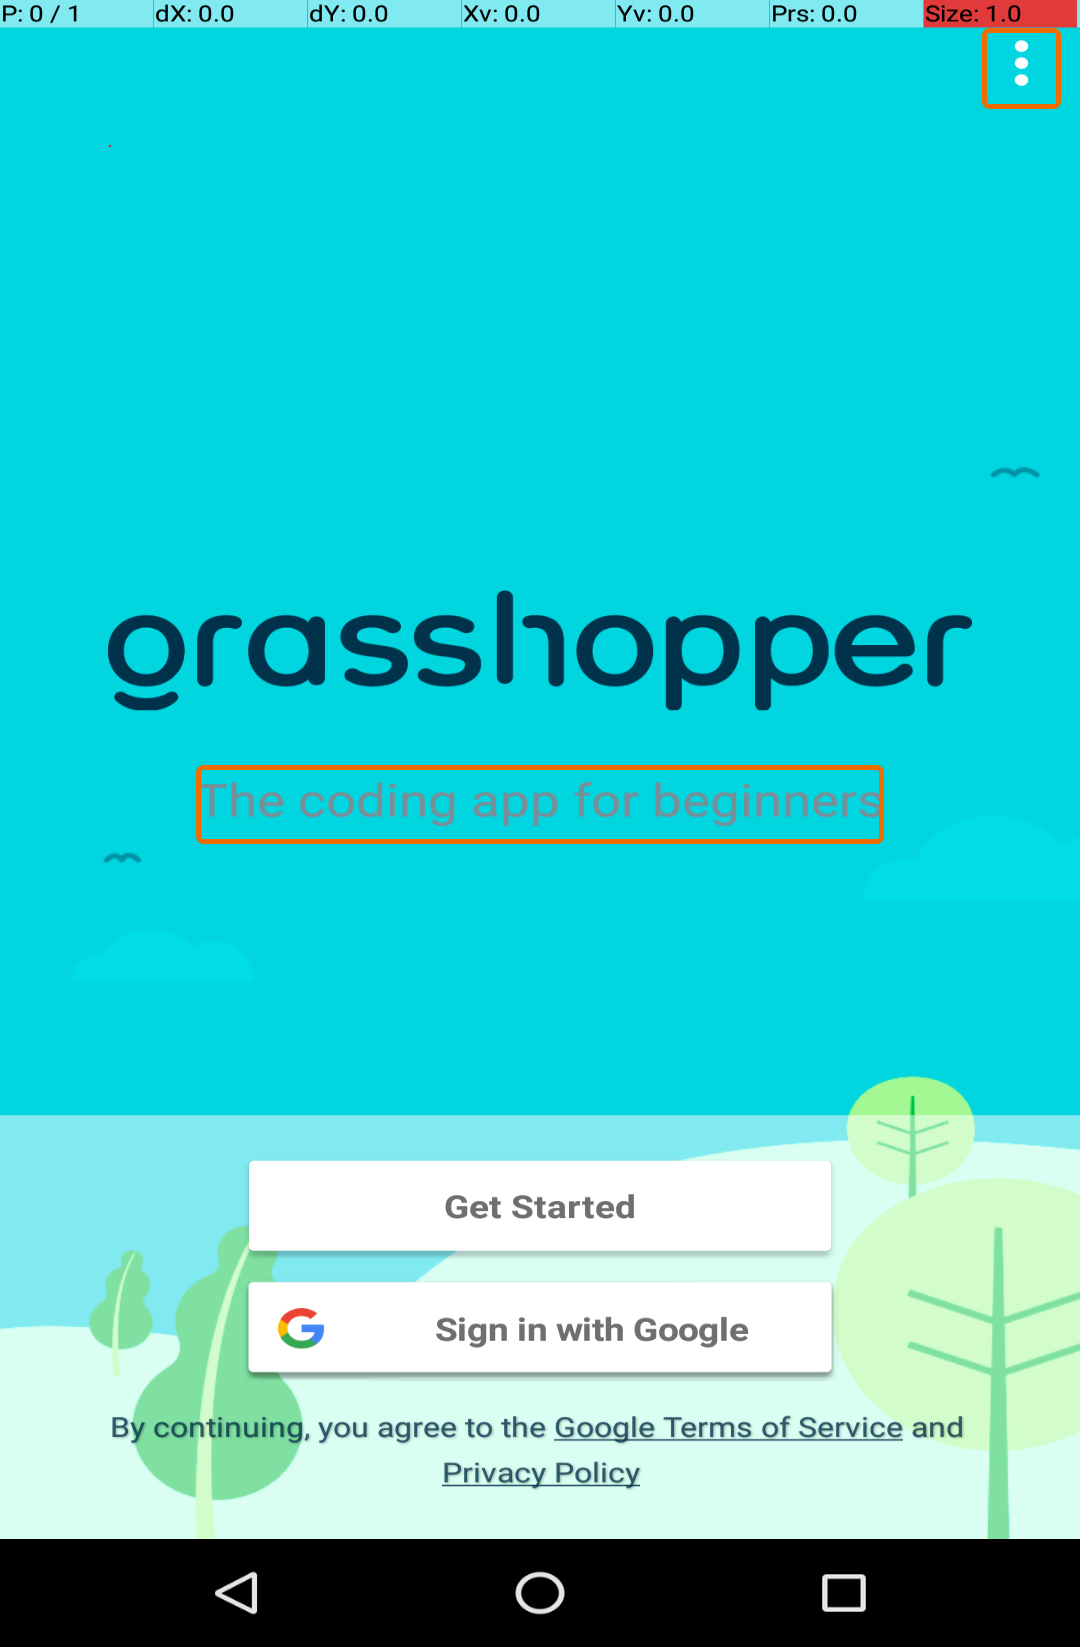 P: 0 / 1 dX: 0.0 dY: 0.0 Xv: 0.0 Yv: 0.0 Prs: 0.0 Size: 1.0
grasshopper
The coding app for beginners
Get Started
Sign in with Google
By continuing, you agree to the Google Terms of Service and
Privacy Policy